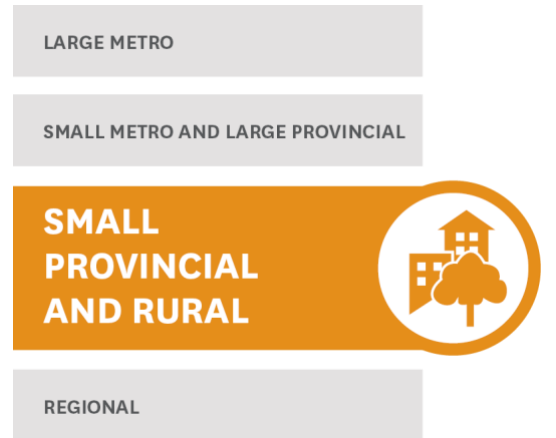 LARGE METRO
SMALL METRO AND LARGE PROVINCIAL
SMALL
PROVINCIAL
AND RURAL
REGIONAL